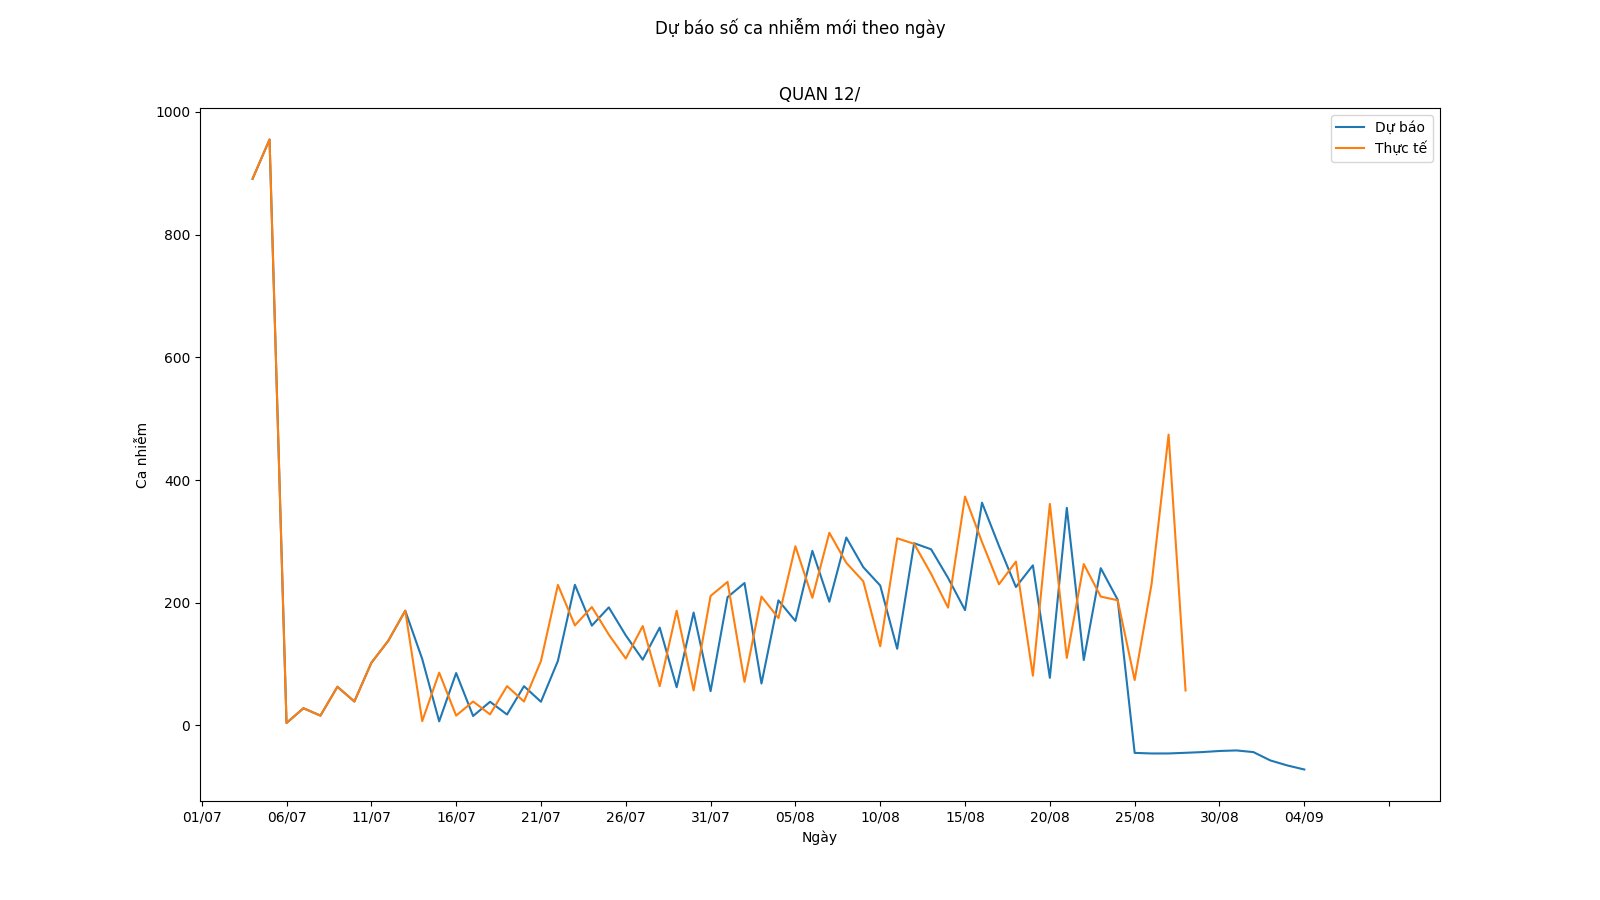 Dự báo số ca nhiễm mới theo ngày
QUAN 12/
Dự báo
Thực tế
1000
800
600
400
200
0
Ca nhiễm
01/07 06/07 11/07 16/07 21/07 26/07 31/07 05/08 10/08 15/08 20/08 25/08 30/08 04/09
Ngày